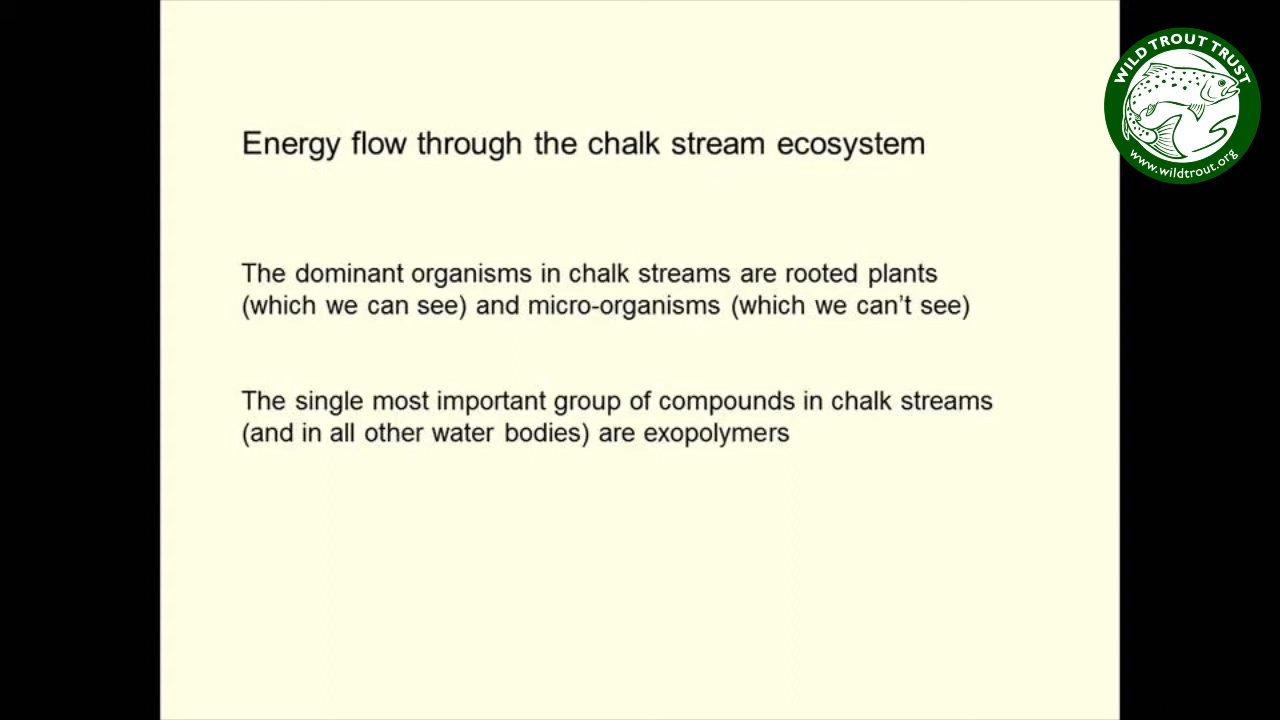 WILD TROUT TRUST
www.wildtrout.org
Energy flow through the chalk stream ecosystem
The dominant organisms in chalk streams are rooted plants
(which we can see) and micro-organisms (which we can't see)
The single most important group of compounds in chalk streams
(and in all other water bodies) are exopolymers